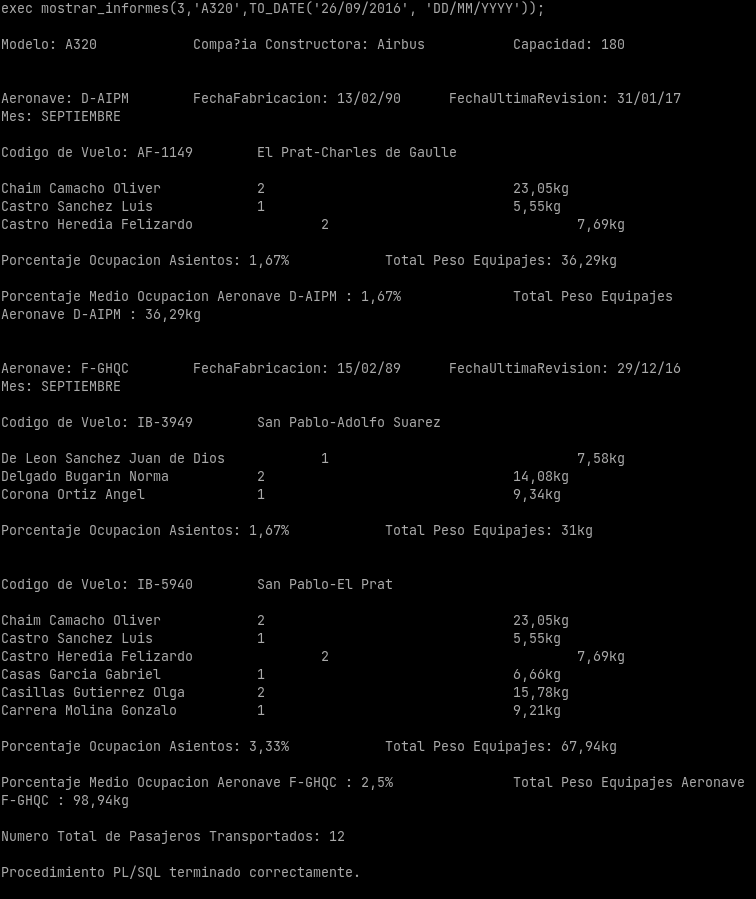 exec mostrar_informes(3,'A320',TO_DATE('26/09/2016', 'DD/MM/YYYY'));
Modelo: A320 Compa?ia Constructora: Airbus Capacidad: 180
Aeronave: D-AIPM FechaFabricacion: 13/02/90 FechaUltimaRevision: 31/01/17
Mes: SEPTIEMBRE
Codigo de Vuelo: AF-1149 El Prat-Charles de Gaulle
Chaim Camacho Oliver 2 23,05kg
Castro Sanchez Luis 1 5,55kg
Castro Heredia Felizardo 2 7,69kg
Porcentaje Ocupacion Asientos: 1,67% Total Peso Equipajes: 36,29kg
Porcentaje Medio Ocupacion Aeronave D-AIPM : 1,67% Total Peso Equipajes
Aeronave D-AIPM : 36,29kg
Aeronave: F-GHQC FechaFabricacion: 15/02/89 FechaUltimaRevision: 29/12/16
Mes: SEPTIEMBRE
Codigo de Vuelo: IB-3949 San Pablo-Adolfo Suarez
De Leon Sanchez Juan de Dios 1 7,58kg
Delgado Bugarin Norma 2 14,08kg
Corona Ortiz Angel 1 9,34kg
Porcentaje Ocupacion Asientos: 1,67% Total Peso Equipajes: 31kg
Codigo de Vuelo: IB-5940 San Pablo-El Prat
Chaim Camacho Oliver 2 23,05kg
Castro Sanchez Luis 1 5,55kg
Castro Heredia Felizardo 2 7,69kg
Casas Garcia Gabriel 1 6,66kg
Casillas Gutierrez Olga 2 15,78kg
Carrera Molina Gonzalo 1 9,21kg
Porcentaje Ocupacion Asientos: 3,33% Total Peso Equipajes: 67,94kg
Porcentaje Medio Ocupacion Aeronave F-GHQC : 2,5% Total Peso Equipajes Aeronave
F-GHQC : 98,94kg
Numero Total de Pasajeros Transportados: 12
Procedimiento PL/SQL terminado correctamente.